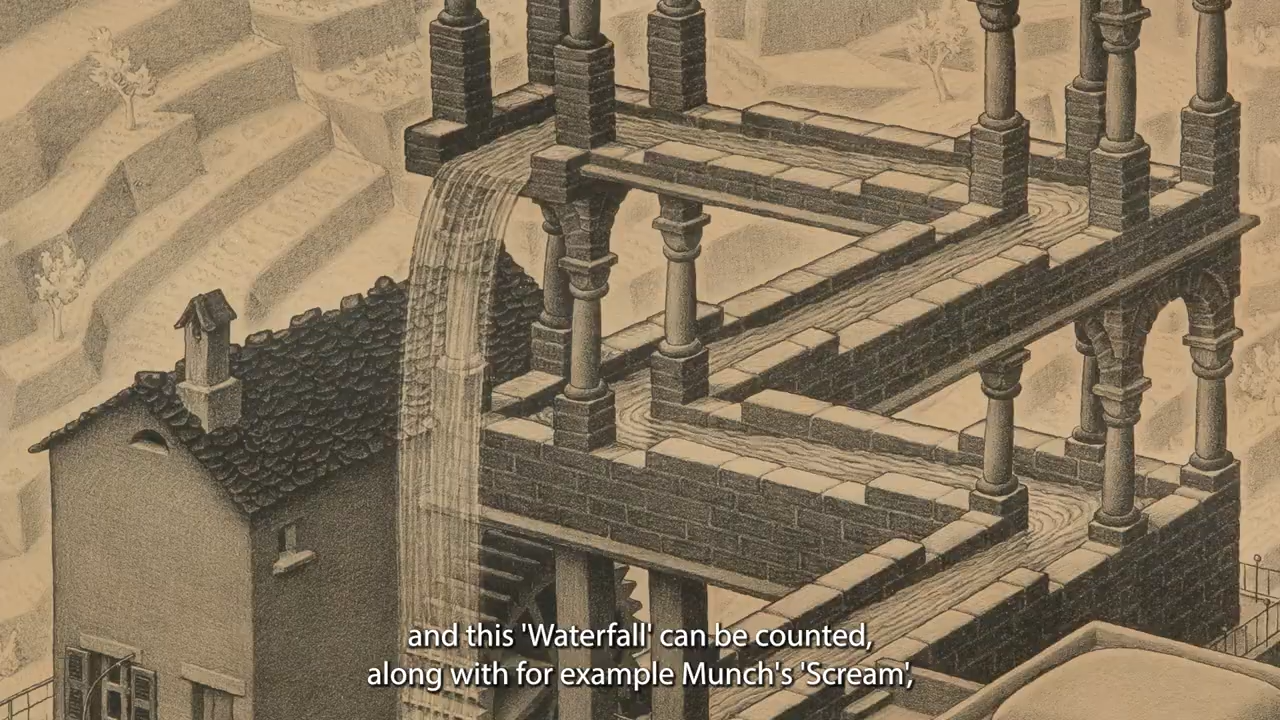 and this 'Waterfall' can be counted,
along with for example Munch's 'Scream',